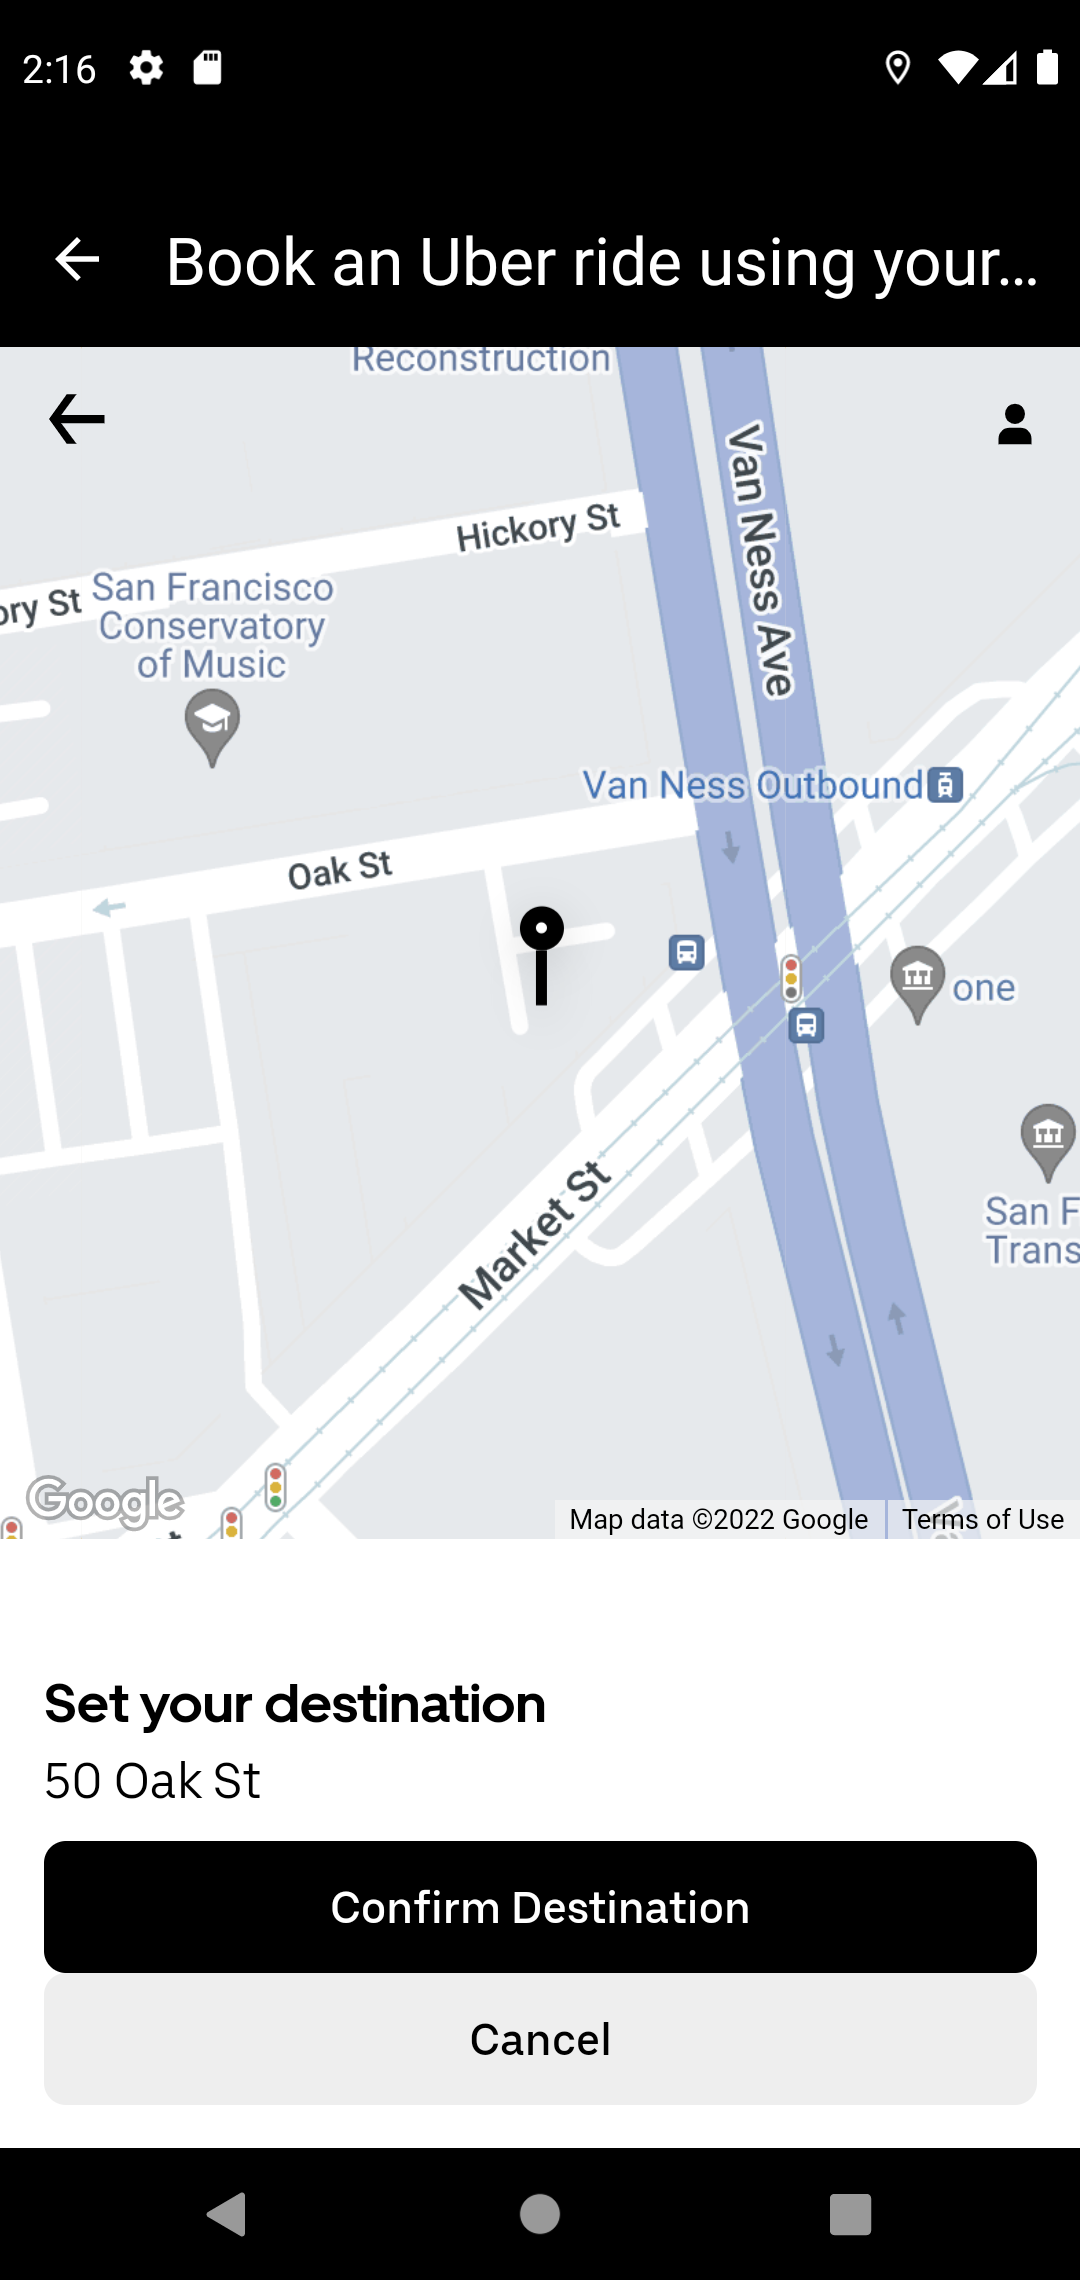 2:16
Book an Uber ride using your...
Reconstruction
Van Ness Ave
Hickory St
ory St
San Francisco
Conservatory
of Music
Van Ness Outbound
Oak St
one
Market St
San F
Trans
Google
Map data ©2022 Google
Terms of Use
Set your destination
50 Oak St
Confirm Destination
Cancel